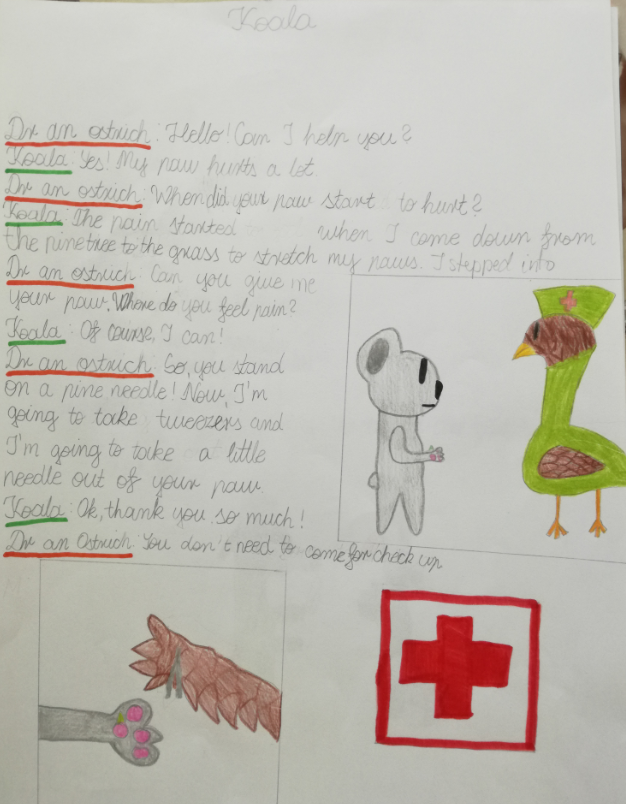 Koala
Dr an ostrich: Hello! Can I help you?
Koala: Yes! My paw hurts a lot.
Dr an ostrich: When did your paw start to hurt?
Koala: The pain started when I come down from
the pinetree to the grass to stretch my paws. I stepped into
Dr an ostrich: Can you give me
your paw. Where do you feel pain?
Koala: Of course, I can!
Dr an ostrich: So, you stand
on a pine needle! Now, I'm
going to take tweezers and
I'm going to take a little
needle out of your paw.
Koala: Ok, thank you so much!
Dr an Ostrich: You don't need to come for check up